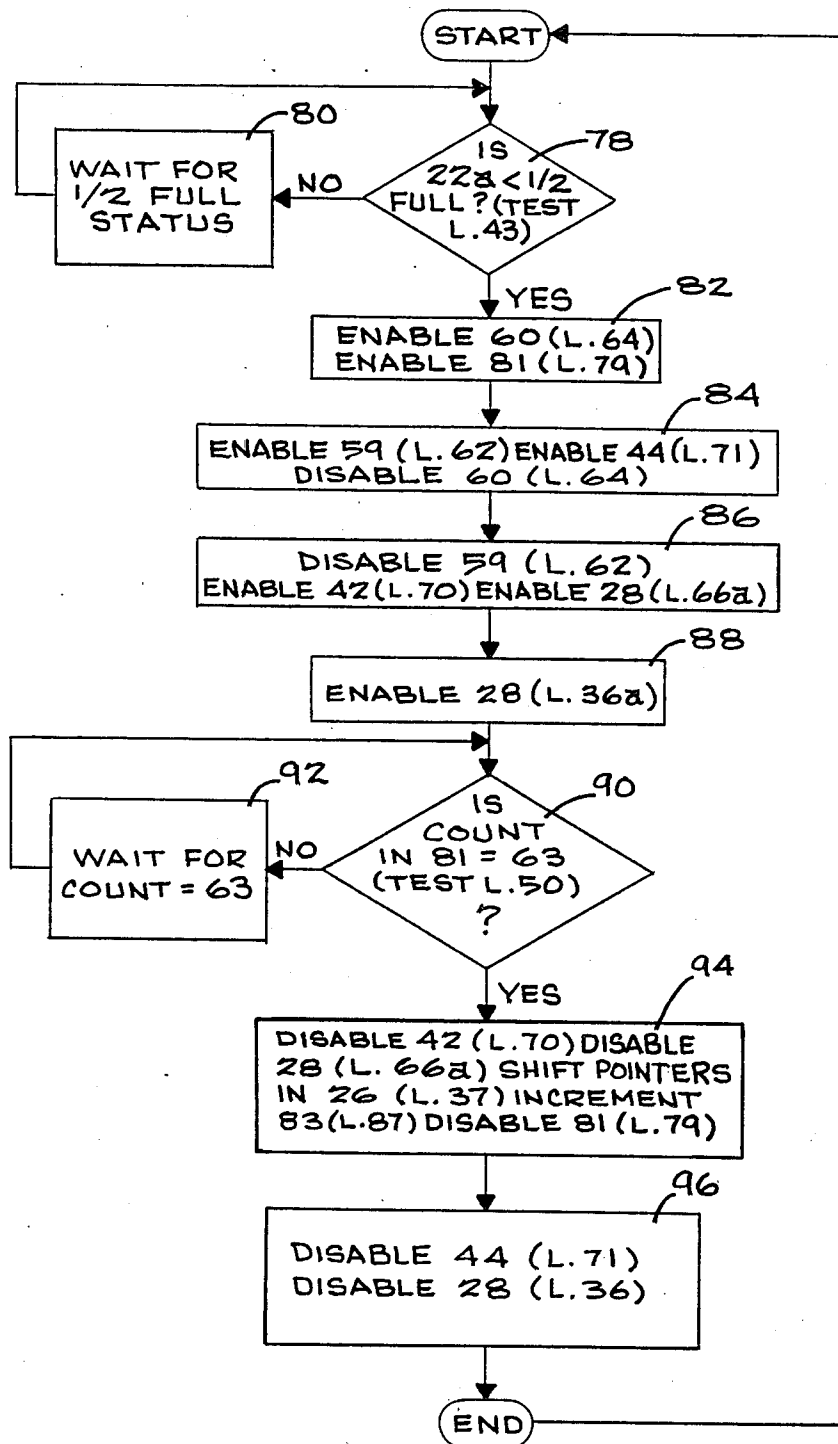 START
80
WAIT FOR
1/2 FULL
STATUS
NO
78
IS
22a < 1/2
FULL? (TEST
L.43)
YES
82
ENABLE 60 (L.64)
ENABLE 81 (L.79)
84
ENABLE 59 (L.62) ENABLE 44 (L.71)
DISABLE 60 (L.64)
86
DISABLE 59 (L.62)
ENABLE 42 (L.70) ENABLE 28 (L.66a)
88
ENABLE 28 (L.36a)
92
WAIT FOR
COUNT = 63
NO
90
IS
COUNT
IN 81 = 63
(TEST L.50)
?
YES
94
DISABLE 42 (L.70) DISABLE
28 (L. 66a) SHIFT POINTERS
IN 26 (L.37) INCREMENT
83 (L.87) DISABLE 81 (L.79)
96
DISABLE 44 (L.71)
DISABLE 28 (L.36)
END